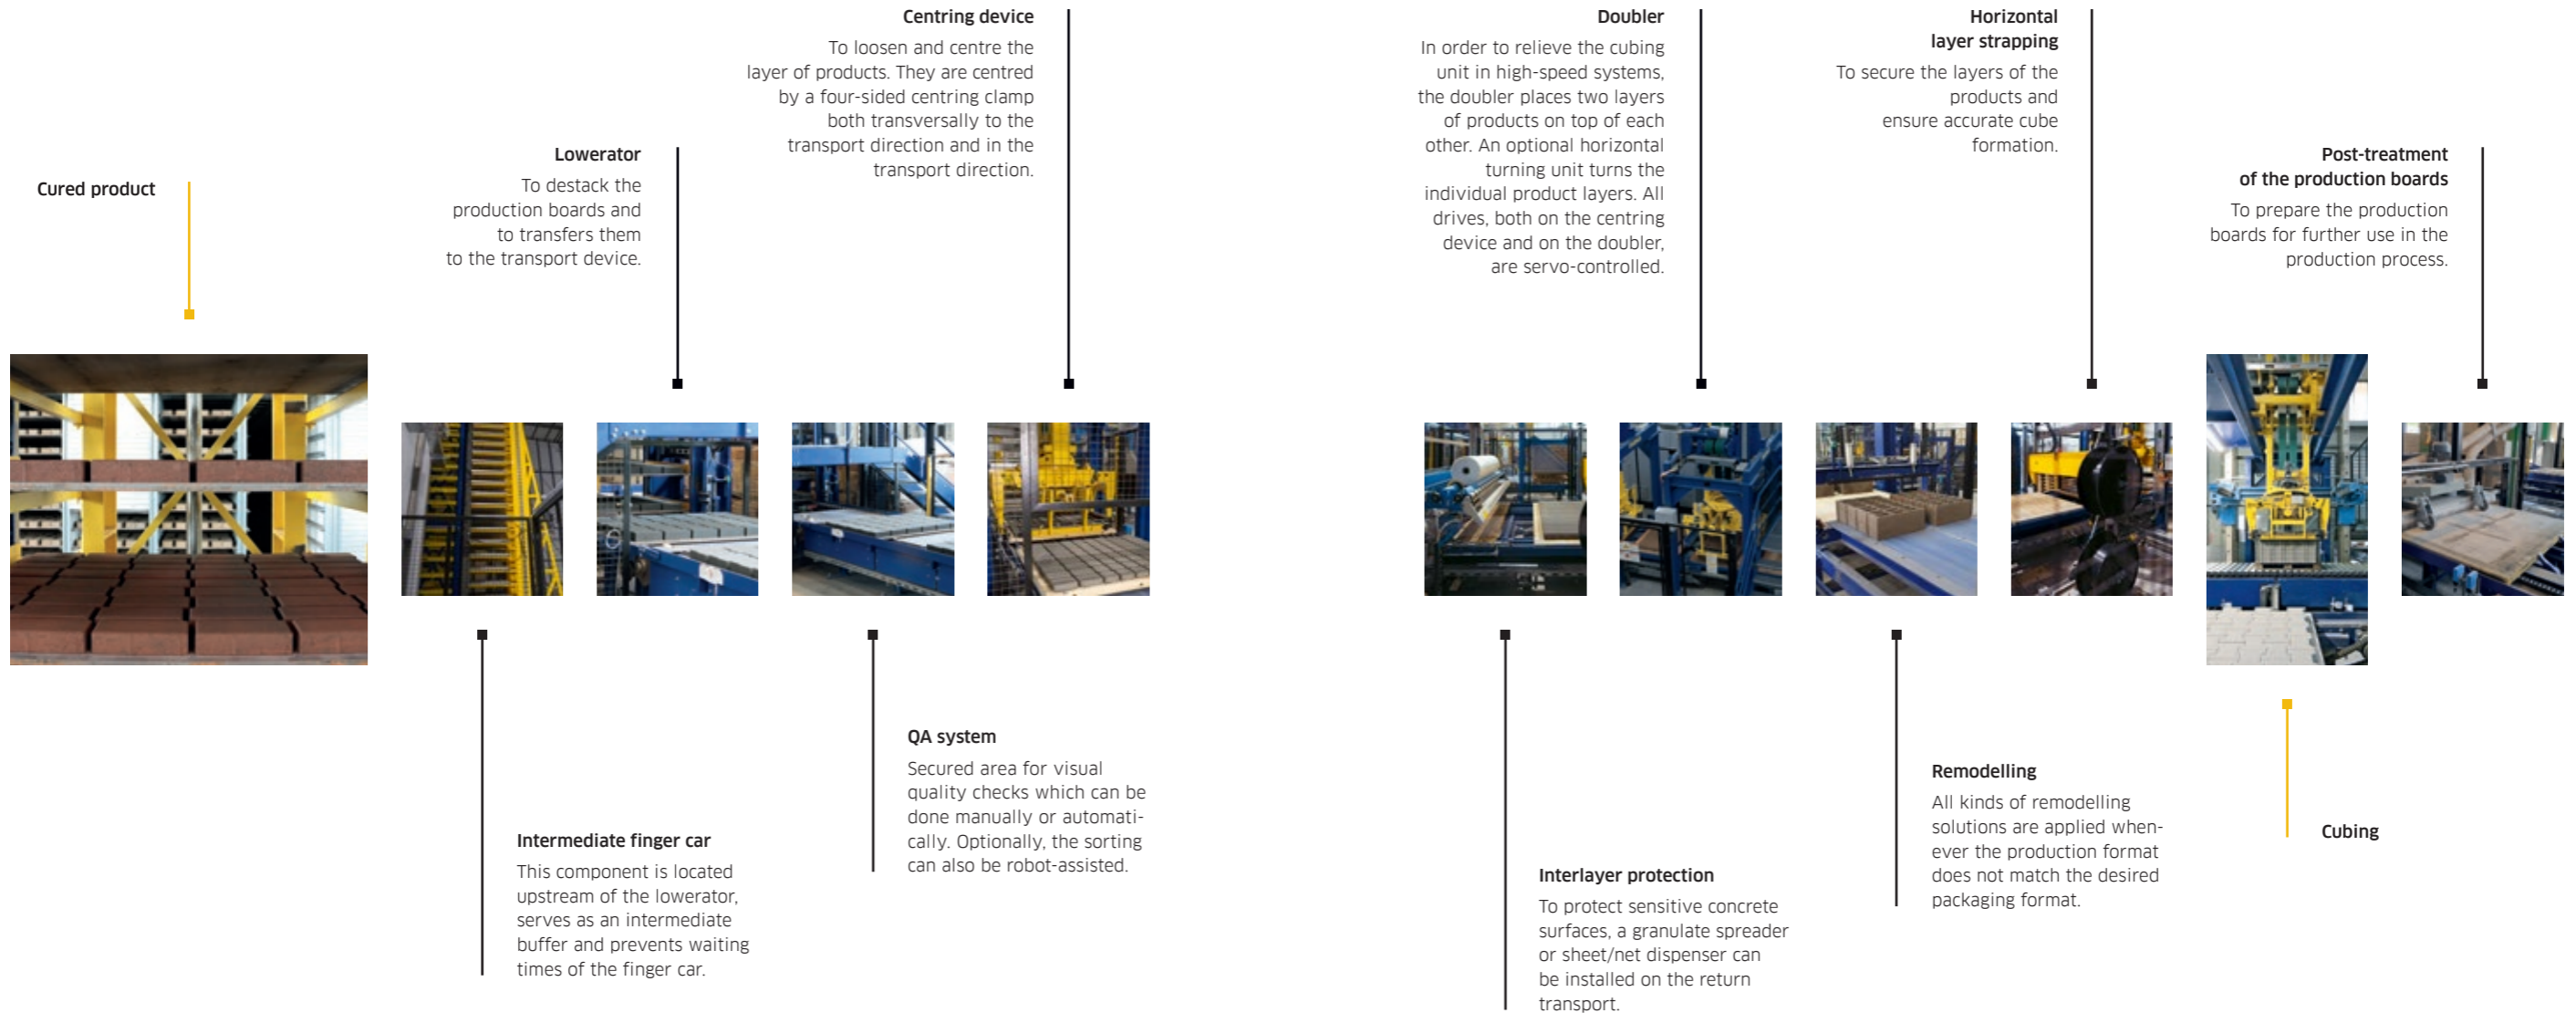 Cured product
Lowerator
To destack the
production boards and
to transfers them
to the transport device.
Centring device
To loosen and centre the
layer of products. They are centred
by a four-sided centring clamp
both transversally to the
transport direction and in the
transport direction.
Doubler
In order to relieve the cubing
unit in high-speed systems,
the doubler places two layers
of products on top of each
other. An optional horizontal
turning unit turns the
individual product layers. All
drives, both on the centring
device and on the doubler,
are servo-controlled.
Horizontal
layer strapping
To secure the layers of the
products and
ensure accurate cube
formation.
Post-treatment
of the production boards
To prepare the production
boards for further use in the
production process.
Intermediate finger car
This component is located
upstream of the lowerator,
serves as an intermediate
buffer and prevents waiting
times of the finger car.
QA system
Secured area for visual
quality checks which can be
done manually or automati-
cally. Optionally, the sorting
can also be robot-assisted.
Interlayer protection
To protect sensitive concrete
surfaces, a granulate spreader
or sheet/net dispenser can
be installed on the return
transport.
Remodelling
All kinds of remodelling
solutions are applied when-
ever the production format
does not match the desired
packaging format.
Cubing